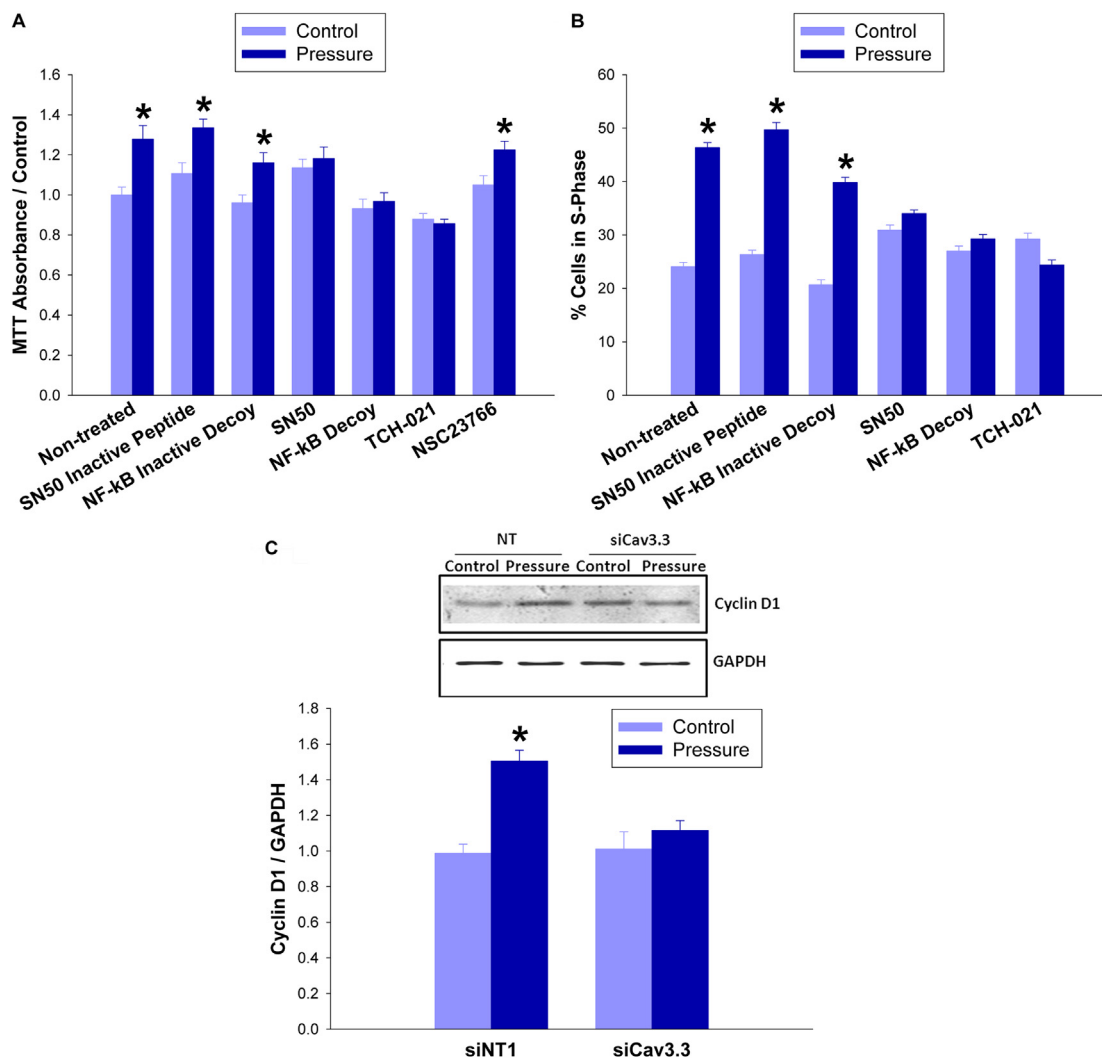 A
Control
Pressure
MTT Absorbance / Control
1.6
1.4
1.2
1.0
0.8
0.6
0.4
0.2
0.0
* * * *
Non-treated
SN50 Inactive Peptide
NF-kB Inactive Decoy
SN50
NF-kB Decoy
TCH-021
NSC23766
B
Control
Pressure
% Cells in S-Phase
60
50
40
30
20
10
0
* * *
Non-treated
SN50 Inactive Peptide
NF-kB Inactive Decoy
SN50
NF-kB Decoy
TCH-021
C
NT siCav3.3
Control Pressure Control Pressure
Cyclin D1
GAPDH
Control
Pressure
Cyclin D1 / GAPDH
1.8
1.6
1.4
1.2
1.0
0.8
0.6
0.4
0.2
0.0
*
siNT1 siCav3.3